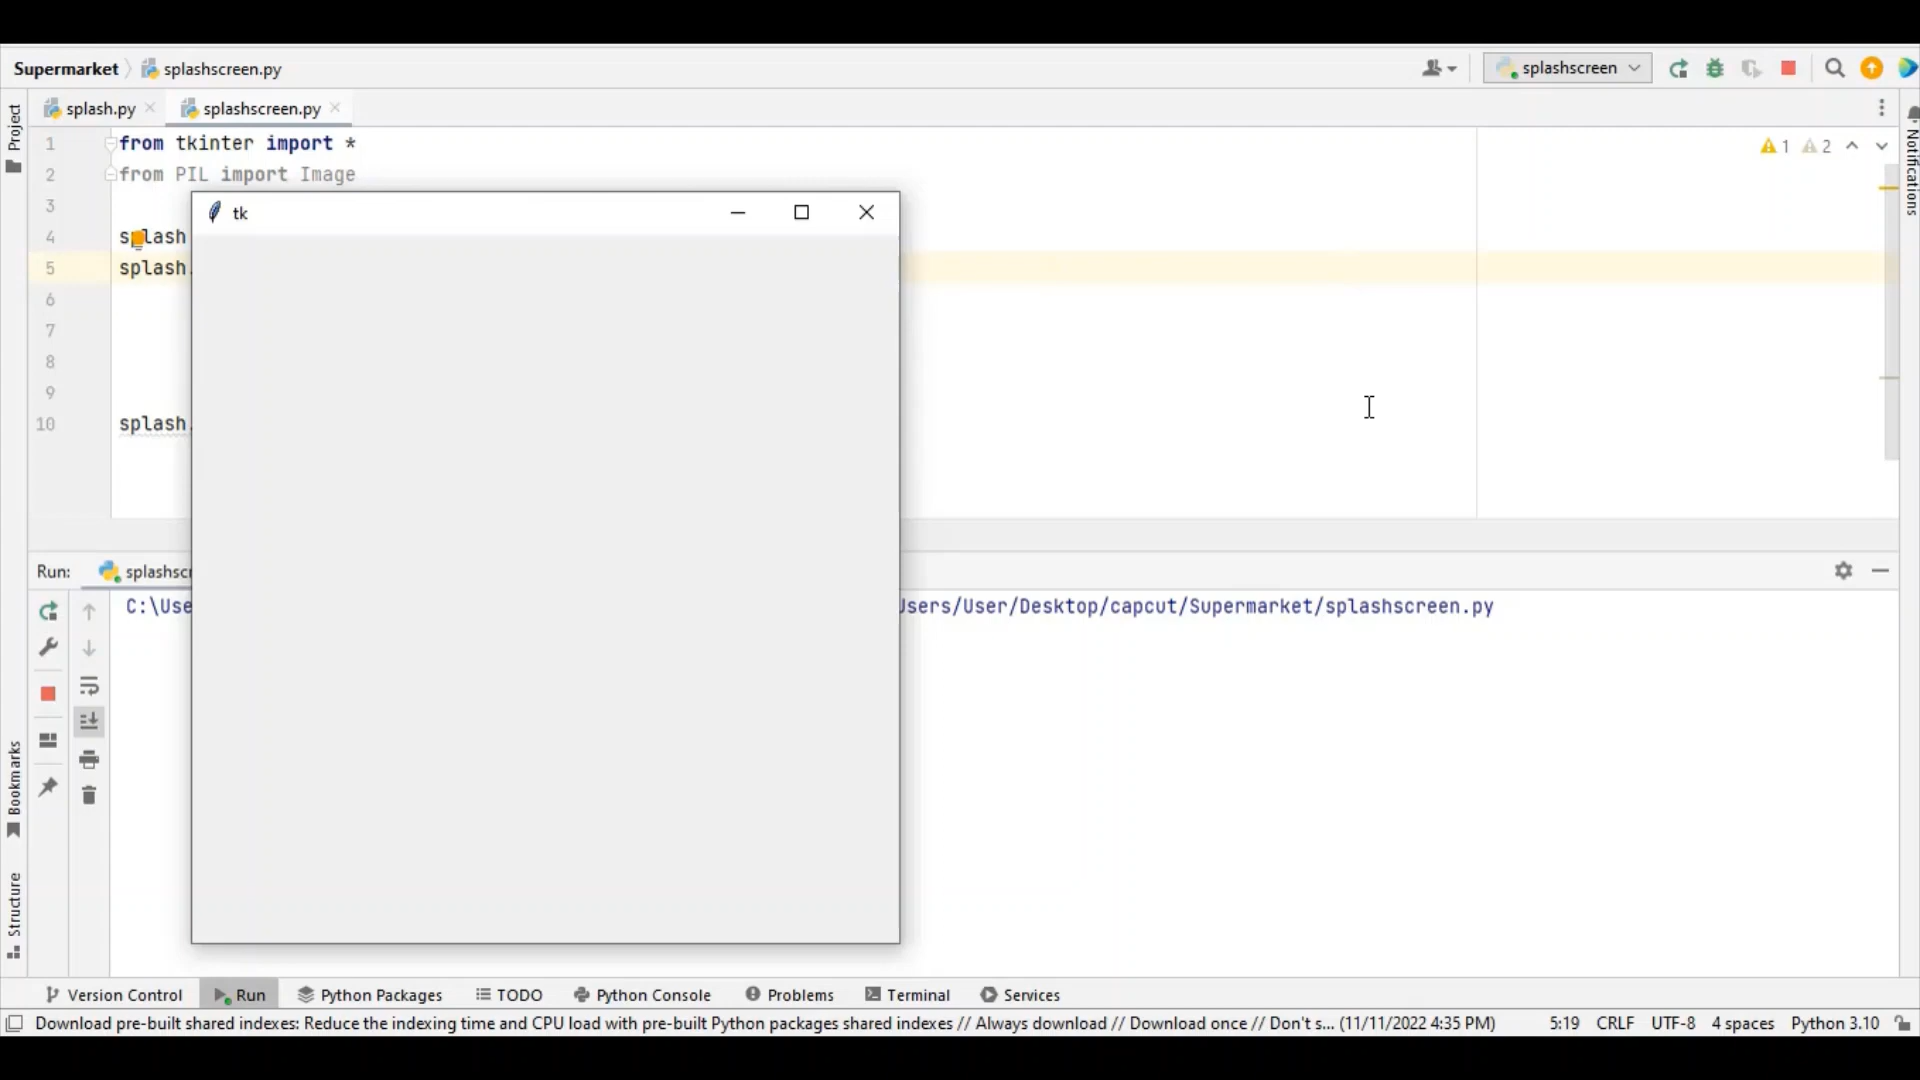 Supermarket splashscreen.py
splashscreen
Project
splash.py
splashscreen.py
Notifications
1 from tkinter import *
2 from PIL import Image
3
4 splash
5 splash.
6
7
8
9
10 splash.
1 2
tk
Run: splashscr
C:\Use
Users/User/Desktop/capcut/Supermarket/splashscreen.py
Bookmarks
Structure
Version Control Run Python Packages TODO Python Console Problems Terminal Services
Download pre-built shared indexes: Reduce the indexing time and CPU load with pre-built Python packages shared indexes // Always download // Download once // Don't s... (11/11/2022 4:35 PM) 5:19 CRLF UTF-8 4 spaces Python 3.10